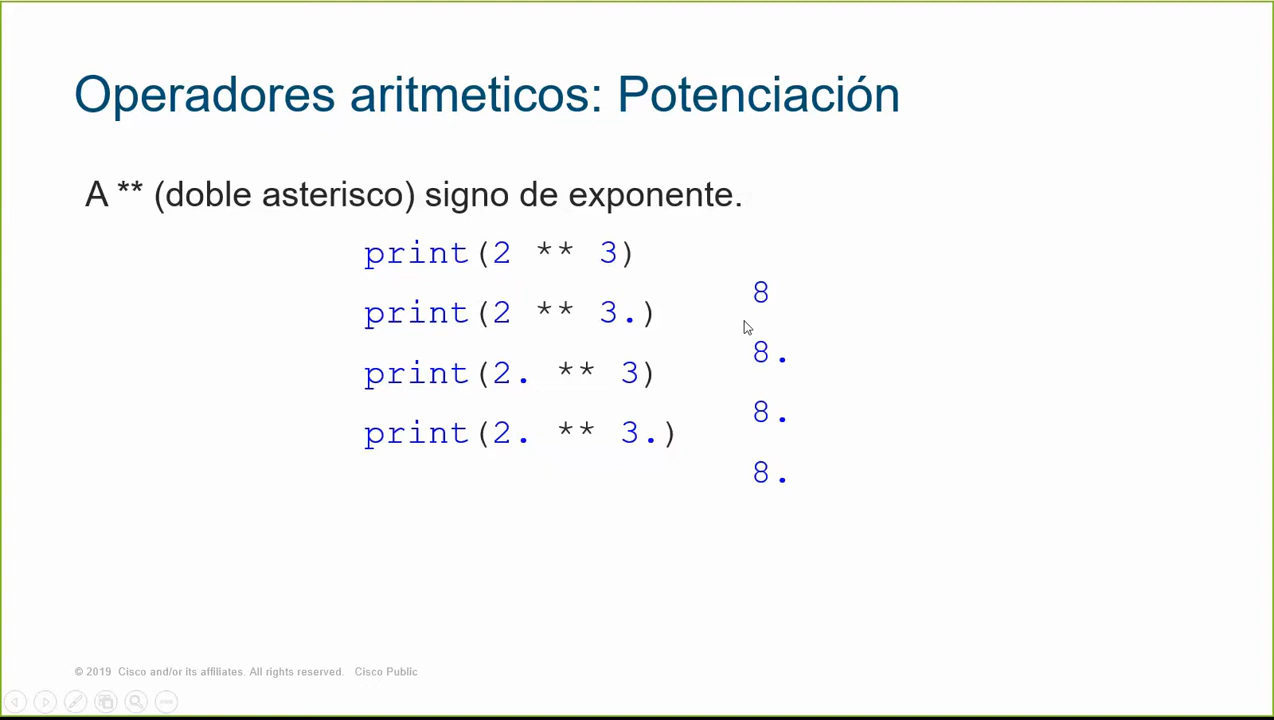 Operadores aritmeticos: Potenciación
A ** (doble asterisco) signo de exponente.
print(2 ** 3)
print(2 ** 3.)
print(2. ** 3)
print(2. ** 3.)
8
8.
8.
8.
© 2019 Cisco and/or its affiliates. All rights reserved. Cisco Public